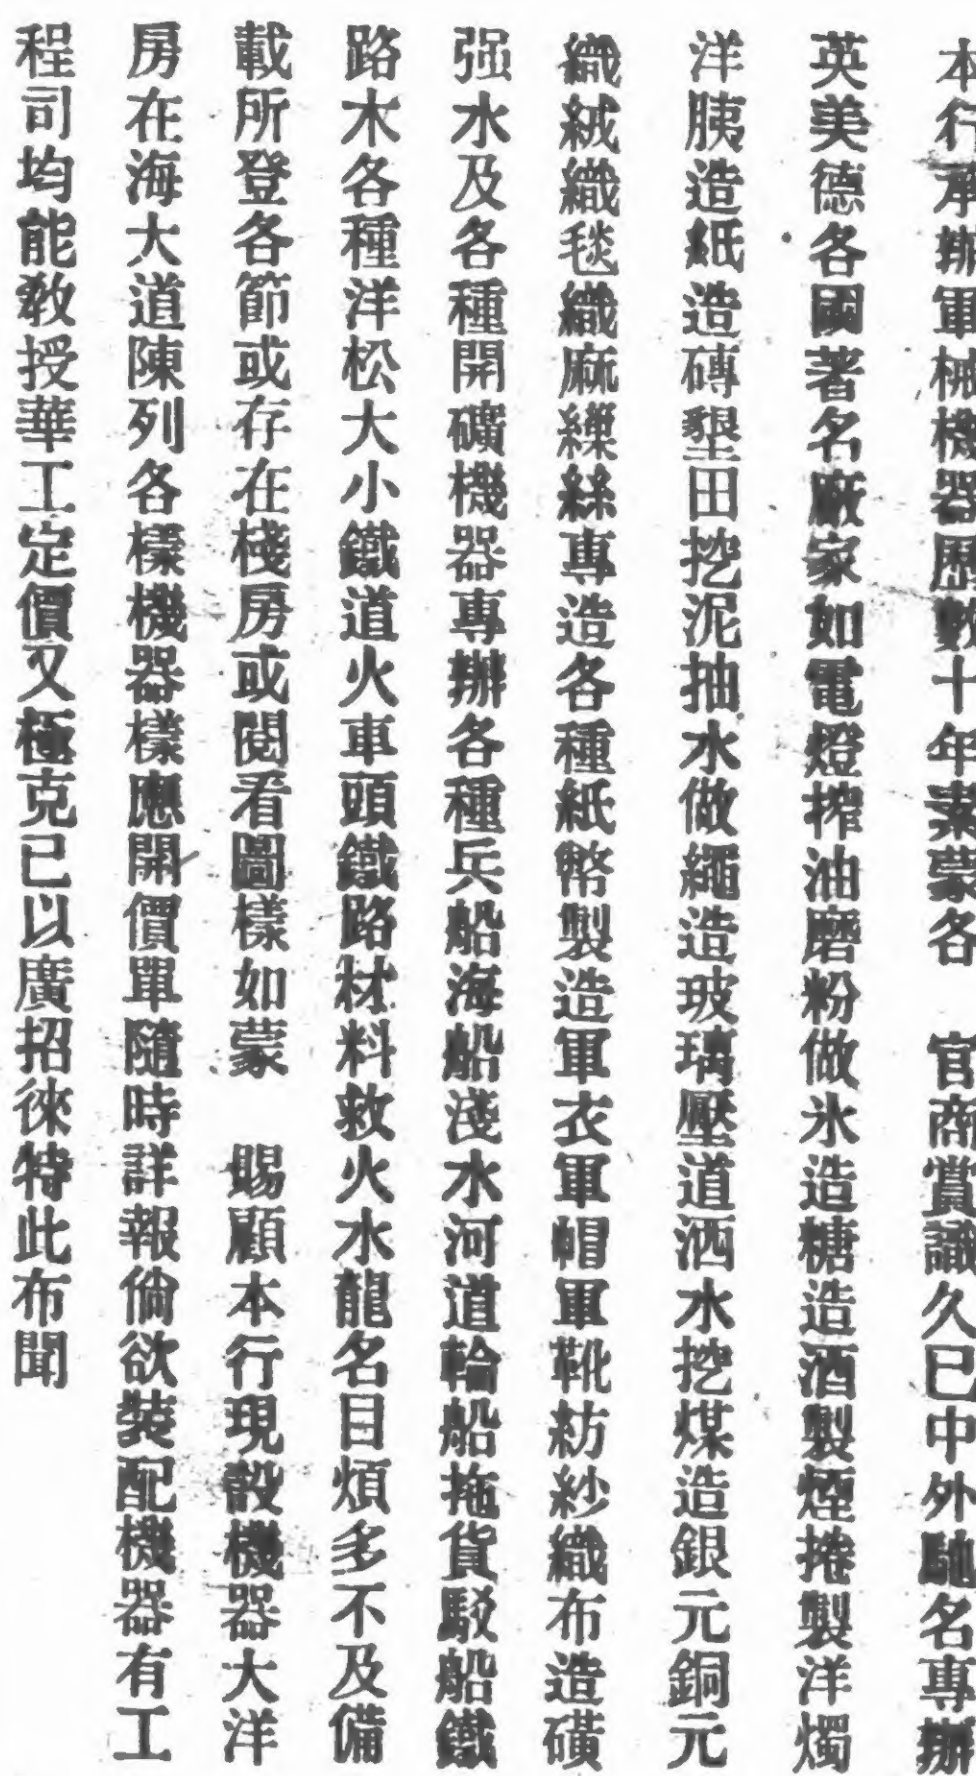 本行承辦軍械機器歷數十年素蒙各　官商賞識久已中外馳名專辦
英美德各國著名廠家如電燈搾油磨粉做氷造糖造酒製煙捲製洋燭
洋胰造紙造磚墾田挖泥抽水做繩造玻璃壓道洒水挖煤造銀元銅元
織絨織毯織麻繅絲專造各種紙幣製造軍衣軍帽軍靴紡紗織布造磺
强水及各種開礦機器專辦各種兵船海船淺水河道輪船拖貨駁船鐵
路木各種洋松大小鐵道火車頭鐵路材料救火水龍名目煩多不及備
載所登各節或存在棧房或閱看圖樣如蒙　賜顧本行現設機器大洋
房在海大道陳列各樣機器樣應開價單隨時詳報倘欲裝配機器有工
程司均能敎授華工定價又極克已以廣招徠特此布聞